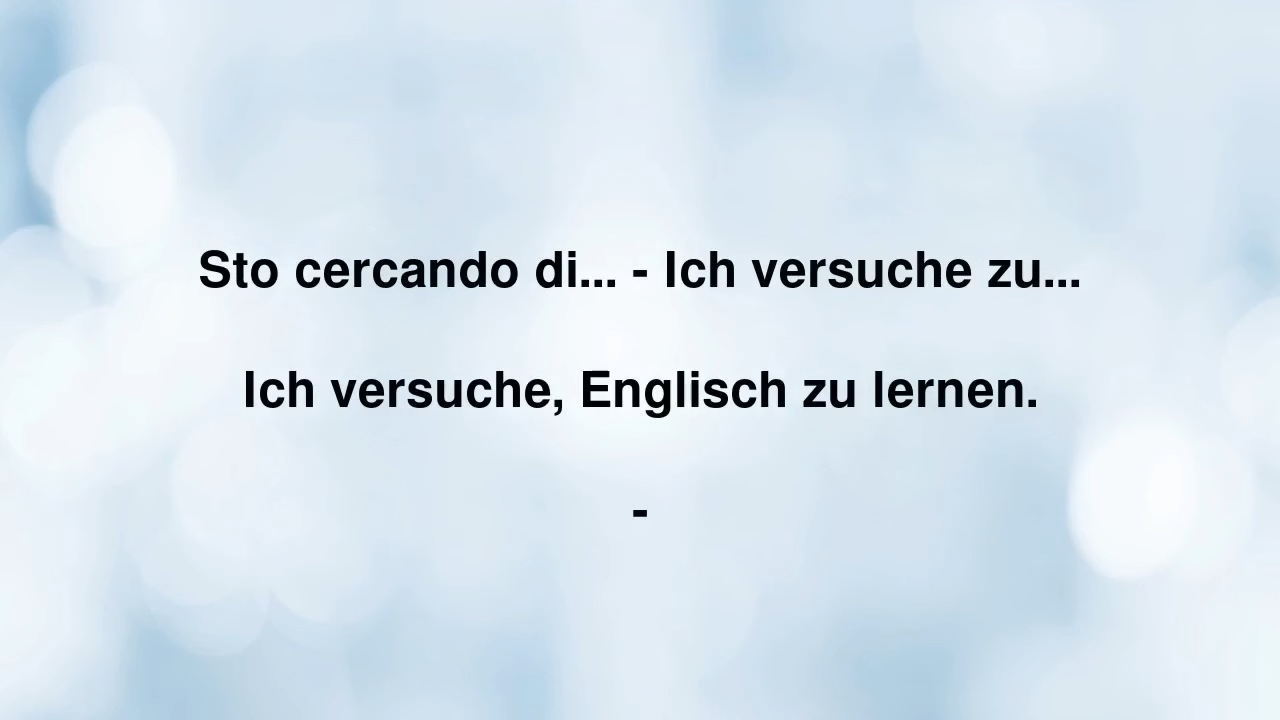 Sto cercando di... - Ich versuche zu...
Ich versuche, Englisch zu lernen.
-